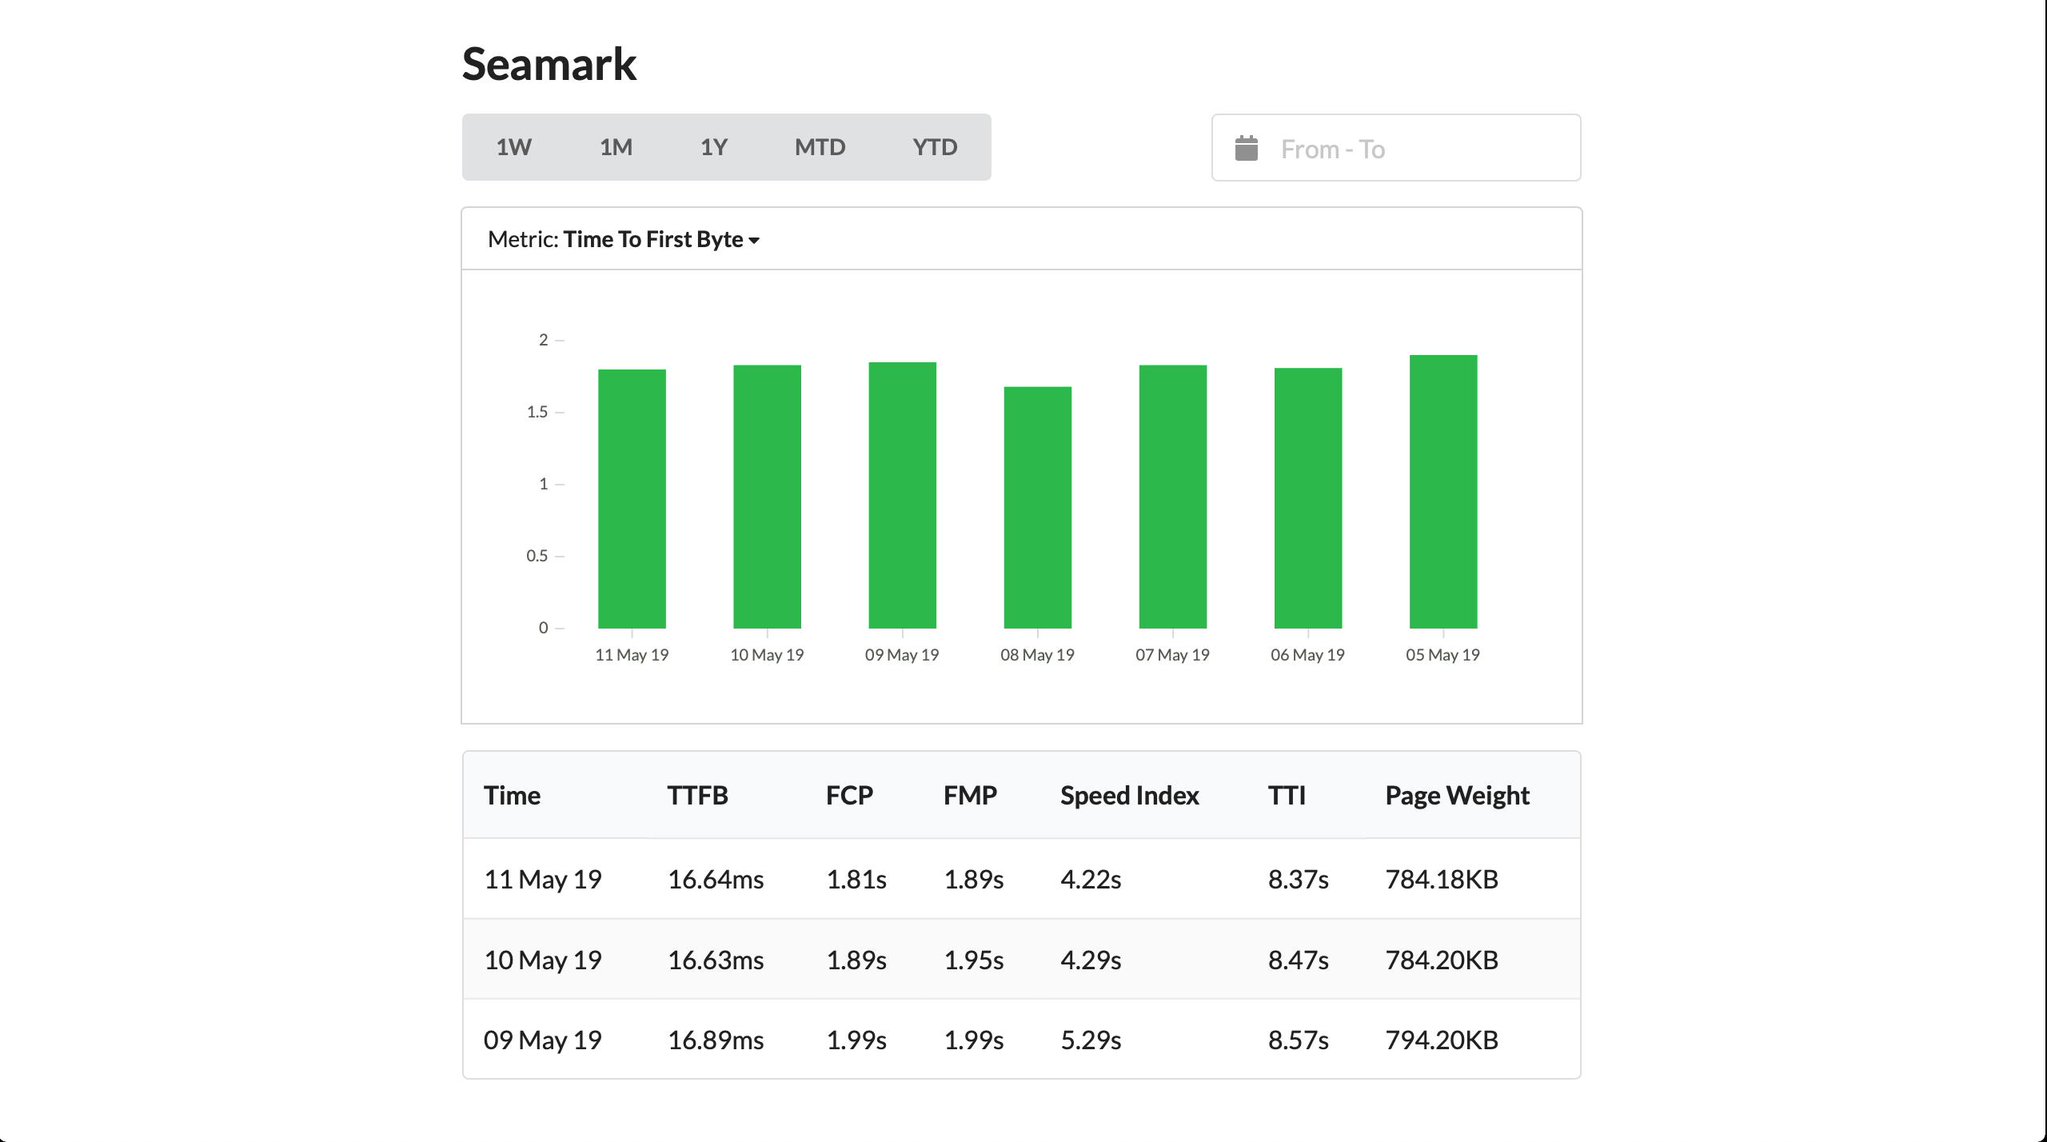 Seamark
1W 1M 1Y MTD YTD From - To
Metric: Time To First Byte
2
1.5
1
0.5
0
11 May 19 10 May 19 09 May 19 08 May 19 07 May 19 06 May 19 05 May 19
Time TTFB FCP FMP Speed Index TTI Page Weight
11 May 19 16.64ms 1.81s 1.89s 4.22s 8.37s 784.18KB
10 May 19 16.63ms 1.89s 1.95s 4.29s 8.47s 784.20KB
09 May 19 16.89ms 1.99s 1.99s 5.29s 8.57s 794.20KB